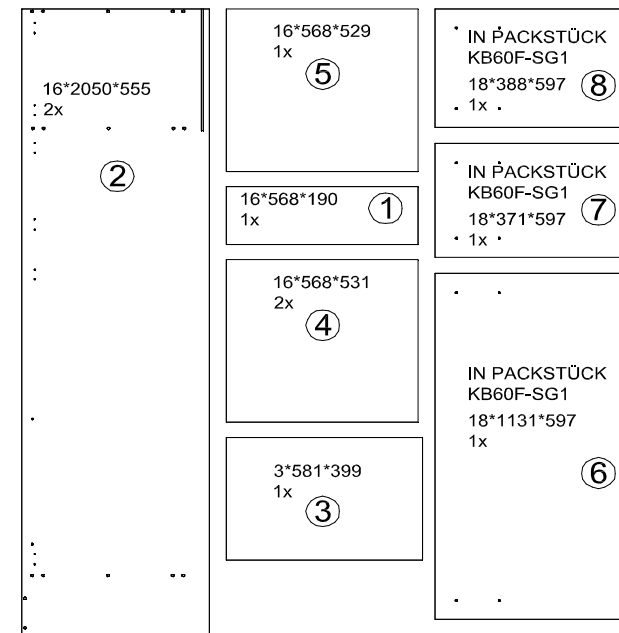 16*2050*555
2x
2
16*568*529
1x
5
16*568*190
1x
1
16*568*531
2x
4
3*581*399
1x
3
IN PACKSTÜCK
KB60F-SG1
18*388*597
1x
8
IN PACKSTÜCK
KB60F-SG1
18*371*597
1x
7
IN PACKSTÜCK
KB60F-SG1
18*1131*597
1x
6